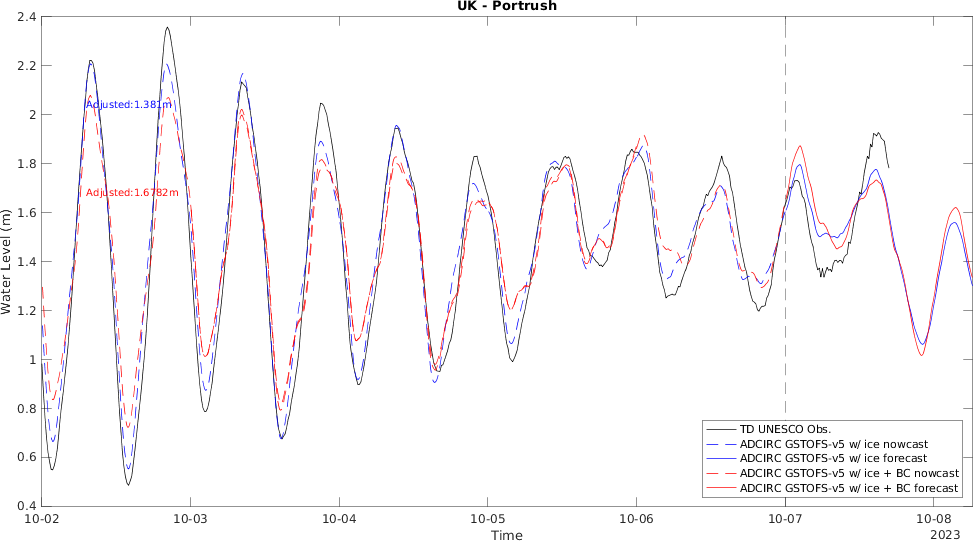 UK - Portrush
2.4
2.2
2
1.8
1.6
1.4
1.2
1
0.8
0.6
0.4
Water Level (m)
Adjusted:1.381m
Adjusted:1.6782m
TD UNESCO Obs.
ADCIRC GSTOFS-v5 w/ ice nowcast
ADCIRC GSTOFS-v5 w/ ice forecast
ADCIRC GSTOFS-v5 w/ ice + BC nowcast
ADCIRC GSTOFS-v5 w/ ice + BC forecast
10-02 10-03 10-04 10-05 10-06 10-07 10-08
Time
2023